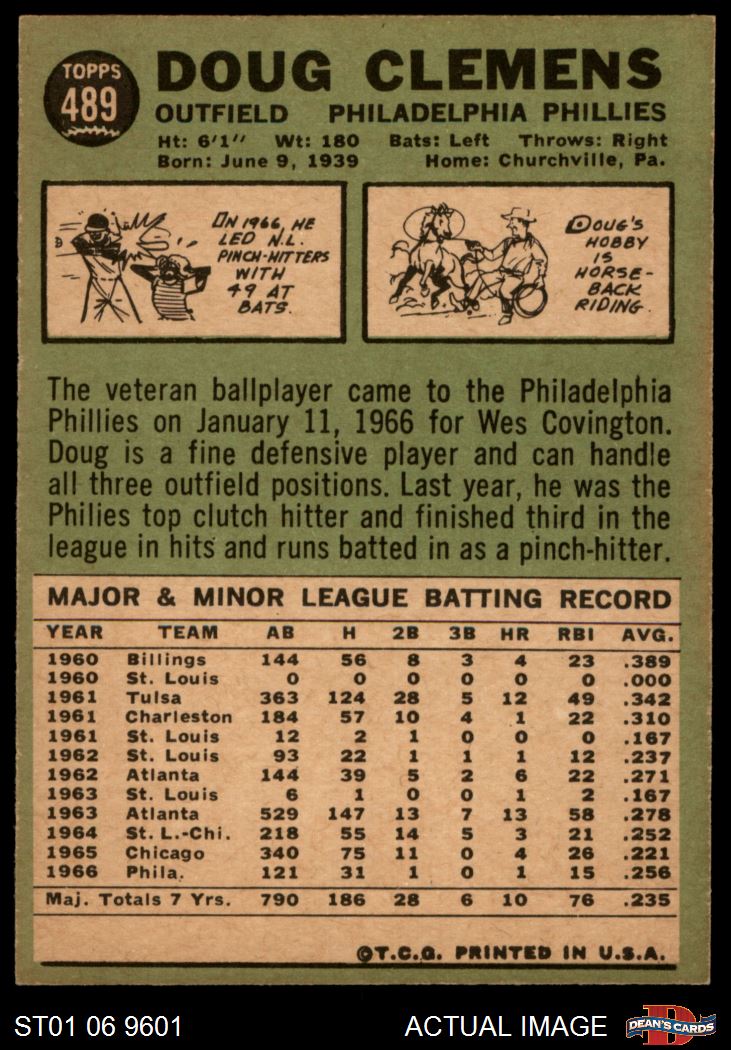 TOPPS
489
DOUG CLEMENS
OUTFIELD PHILADELPHIA PHILLIES
Ht: 6'1" Wt: 180 Bats: Left Throws: Right
Born: June 9, 1939 Home: Churchville, Pa.
IN 1966, HE
LED N.L.
PINCH-HITTERS
WITH
49 AT
BATS.
DOUG'S
HOBBY
IS
HORSE-
BACK
RIDING.
The veteran ballplayer came to the Philadelphia
Phillies on January 11, 1966 for Wes Covington.
Doug is a fine defensive player and can handle
all three outfield positions. Last year, he was the
Philies top clutch hitter and finished third in the
league in hits and runs batted in as a pinch-hitter.
MAJOR & MINOR LEAGUE BATTING RECORD
YEAR TEAM AB H 2B 3B HR RBI AVG.
1960 Billings 144 56 8 3 4 23 .389
1960 St. Louis 0 0 0 0 0 0 .000
1961 Tulsa 363 124 28 5 12 49 .342
1961 Charleston 184 57 10 4 1 22 .310
1961 St. Louis 12 2 1 0 0 0 .167
1962 St. Louis 93 22 1 1 1 12 .237
1962 Atlanta 144 39 5 2 6 22 .271
1963 St. Louis 6 1 0 0 1 2 .167
1963 Atlanta 529 147 13 7 13 58 .278
1964 St. L.-Chi. 218 55 14 5 3 21 .252
1965 Chicago 340 75 11 0 4 26 .221
1966 Phila. 121 31 1 0 1 15 .256
Maj. Totals 7 Yrs. 790 186 28 6 10 76 .235
©T.C.G. PRINTED IN U.S.A.
ST01 06 9601 ACTUAL IMAGE DEAN'S CARDS